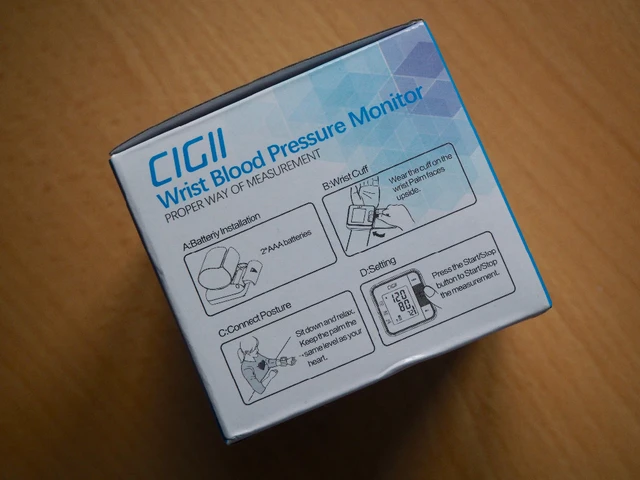 CIGII
Wrist Blood Pressure Monitor
PROPER WAY OF MEASUREMENT
A:Batteriy Installation
2*AAA batteries
B:Wrist Cuff
Wear the cuff on the
wrist Palm faces
upside.
C:Connect Posture
Sit down and relax.
Keep the palm the
same level as your
heart.
D:Setting
CIGII
120
80
Press the Start/Stop
button to Start/Stop
the measurement.